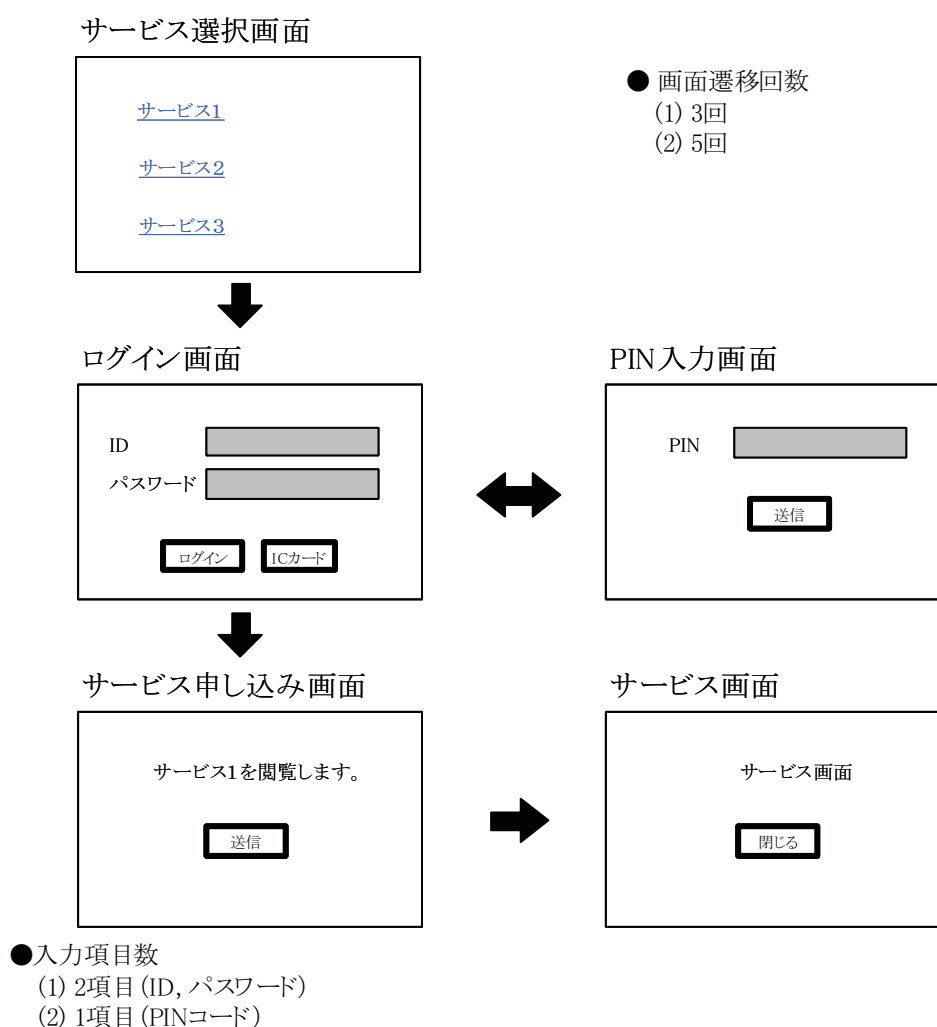 サービス選択画面
サービス1
サービス2
サービス3
● 画面遷移回数
(1) 3回
(2) 5回
ログイン画面
ID
パスワード
ログイン ICカード
PIN入力画面
PIN
送信
サービス申し込み画面
サービス1を閲覧します。
送信
サービス画面
サービス画面
閉じる
●入力項目数
(1) 2項目(ID, パスワード)
(2) 1項目(PINコード)